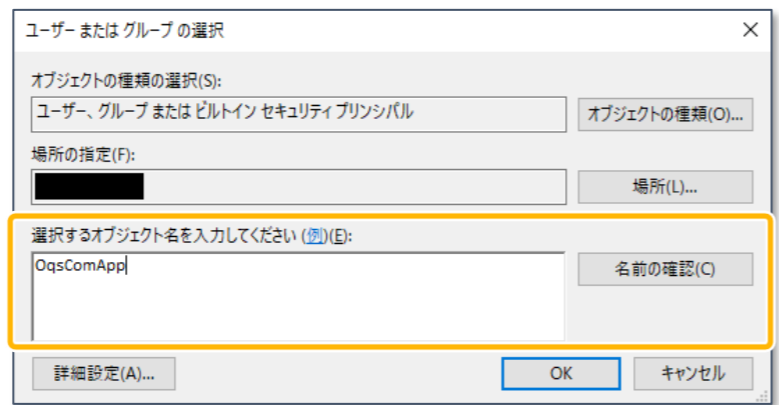 ユーザー または グループ の選択
オブジェクトの種類の選択(S):
ユーザー、グループ または ビルトイン セキュリティ プリンシパル
オブジェクトの種類(O)...
場所の指定(F):
場所(L)...
選択するオブジェクト名を入力してください (例)(E):
OqsComApp
名前の確認(C)
詳細設定(A)...
OK
キャンセル